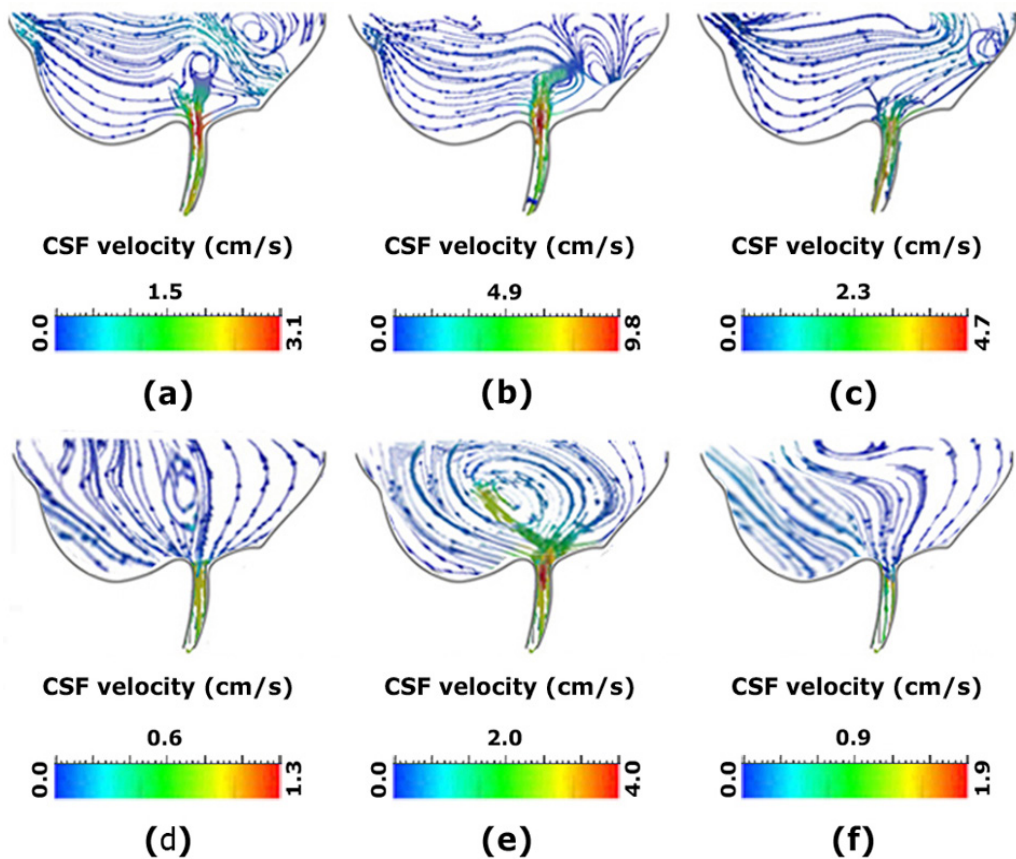 CSF velocity (cm/s) CSF velocity (cm/s) CSF velocity (cm/s)
1.5 4.9 2.3
0.0 3.1 0.0 9.8 0.0 4.7
(a) (b) (c)
CSF velocity (cm/s) CSF velocity (cm/s) CSF velocity (cm/s)
0.6 2.0 0.9
0.0 1.3 0.0 4.0 0.0 1.9
(d) (e) (f)